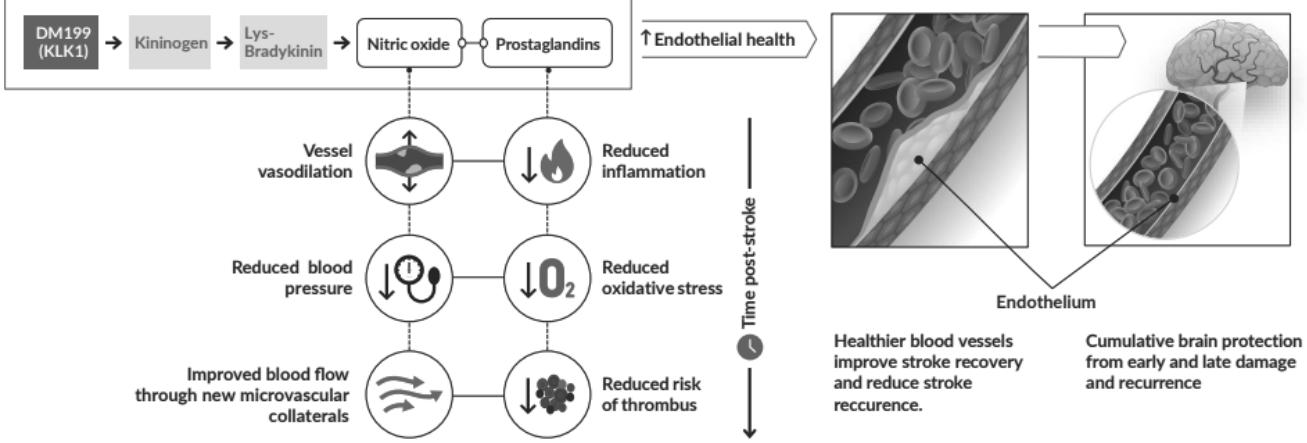 DM199
(KLK1)
Kininogen
Lys-
Bradykinin
Nitric oxide
Prostaglandins
↑ Endothelial health
Vessel
vasodilation
Reduced
inflammation
Reduced blood
pressure
O2
Reduced
oxidative stress
Improved blood flow
through new microvascular
collaterals
Reduced risk
of thrombus
Time post-stroke
Endothelium
Healthier blood vessels
improve stroke recovery
and reduce stroke
reccurence.
Cumulative brain protection
from early and late damage
and recurrence